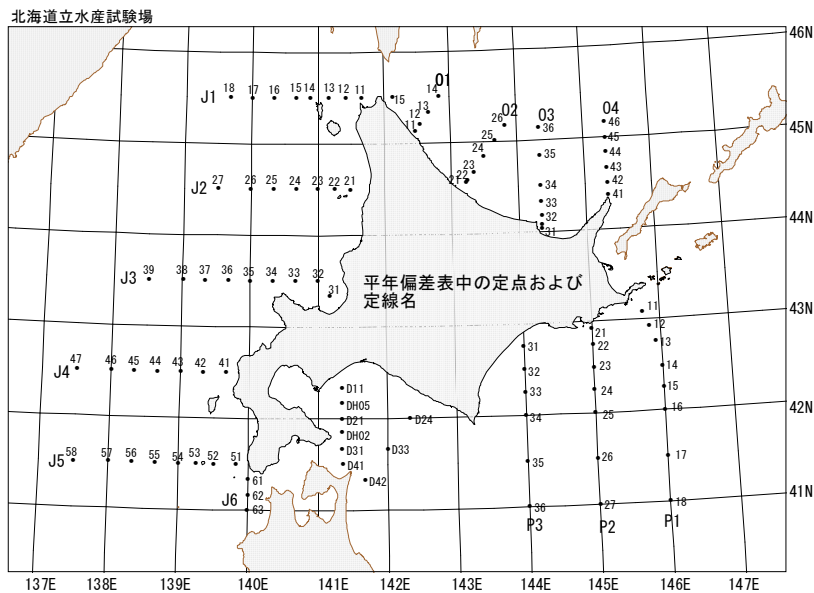 北海道立水産試験場
46N
01
J1
18 17 16 15 14 13 12 11
15
14
13
12
11
02
26
25
24
23
22
21
03
36
35
34
33
32
31
04
46
45
44
43
42
41
45N
J2
27 26 25 24 23 22 21
44N
J3
39 38 37 36 35 34 33 32
31
平年偏差表中の定点および
定線名
43N
J4
47 46 45 44 43 42 41
D11
DH05
D21
DH02
D31
D41
D24
D33
D42
31
32
33
34
35
36
P3
21
22
23
24
25
26
27
P2
11
12
13
14
15
16
17
18
P1
42N
J5
58 57 56 55 54 53 52 51
61
J6
62
63
41N
137E 138E 139E 140E 141E 142E 143E 144E 145E 146E 147E